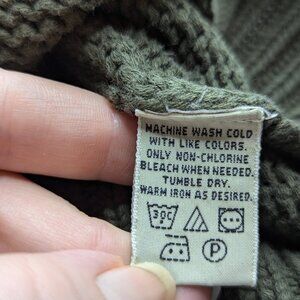 MACHINE WASH COLD
WITH LIKE COLORS.
ONLY NON-CHLORINE
BLEACH WHEN NEEDED.
TUMBLE DRY.
WARM IRON AS DESIRED.
30C
P